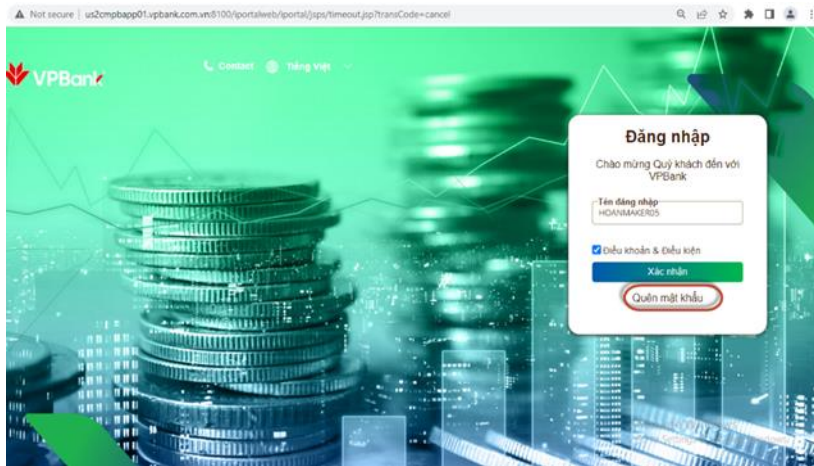 Not secure | us2cmpbapp01.vpbank.com.vn:8100/iportalweb/iportal/jsps/timeout.jsp?transCode=cancel
VPBank
Contact Tiếng Việt
Đăng nhập
Chào mừng Quý khách đến với
VPBank
Tên đăng nhập
HOANMAKER05
Điều khoản & Điều kiện
Xác nhận
Quên mật khẩu